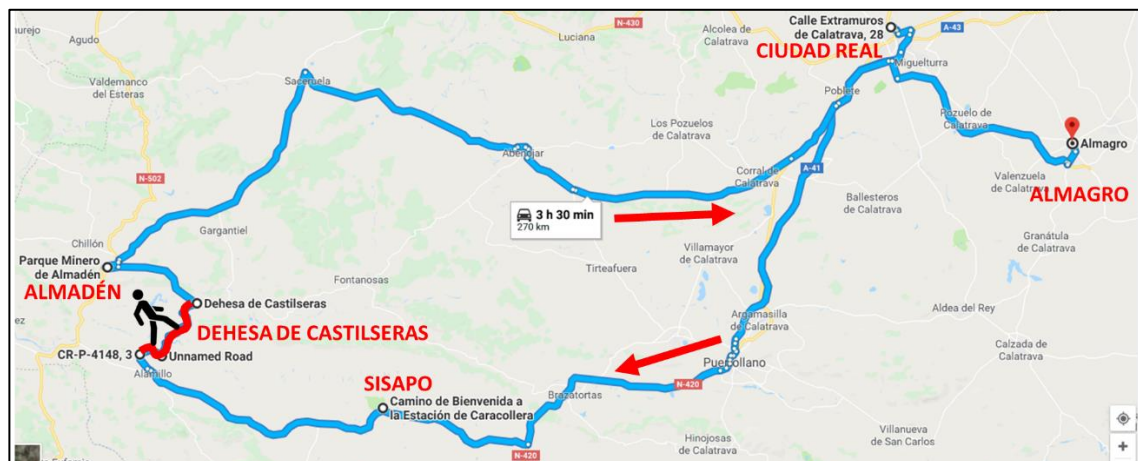 N-430
Luciana
Alcolea de
Calatrava
Calle Extramuros
de Calatrava, 28
A-43
CIUDAD REAL
Miguelturra
Agudo
Valdemanco
del Esteras
Saceruela
Poblete
Los Pozuelos
de Calatrava
Pozuelo de
Calatrava
Almagro
Abenójar
Corral de
Calatrava
A-41
Valenzuela
de Calatrava
ALMAGRO
N-502
3 h 30 min
270 km
Ballesteros
de Calatrava
Granátula
de Calatrava
Chillón
Gargantiel
Villamayor
de Calatrava
Parque Minero
de Almadén
ALMADÉN
Fontanosas
Tirteafuera
Dehesa de Castilseras
DEHESA DE CASTILSERAS
Argamasilla
de Calatrava
Aldea del Rey
Calzada de
Calatrava
CR-P-4148, 3
Unnamed Road
Alamillo
Puertollano
SISAPO
N-420
Camino de Bienvenida a
la Estación de Caracollera
Brazatortas
N-420
Hinojosas
de Calatrava
Villanueva
de San Carlos